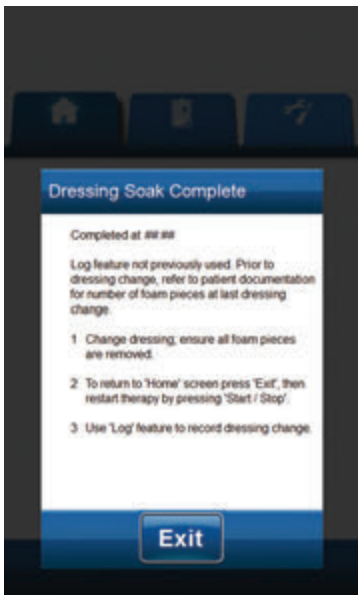 Dressing Soak Complete
Completed at ##:##
Log feature not previously used. Prior to
dressing change, refer to patient documentation
for number of foam pieces at last dressing
change.
1 Change dressing; ensure all foam pieces
are removed.
2 To return to 'Home' screen press 'Exit', then
restart therapy by pressing 'Start / Stop'.
3 Use 'Log' feature to record dressing change.
Exit